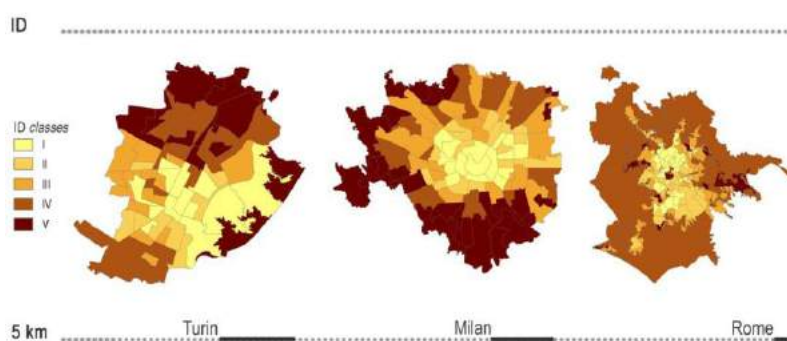 ID
ID classes
I
II
III
IV
V
5 km
Turin
Milan
Rome